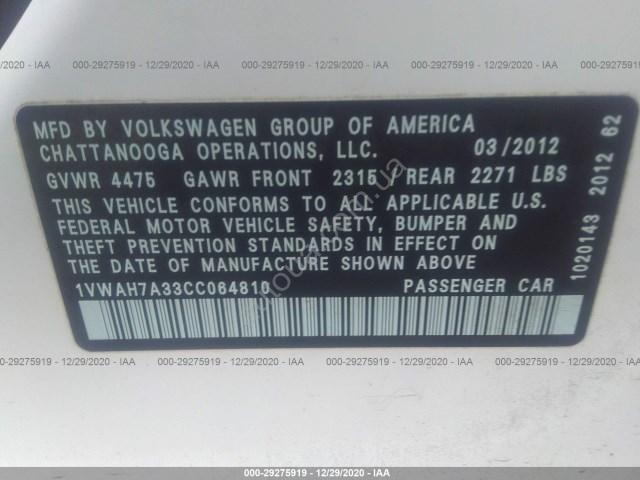 000-29275919 - 12/29/2020 - IAA
MFD BY VOLKSWAGEN GROUP OF AMERICA
CHATTANOOGA OPERATIONS, LLC. 03/2012
GVWR 4475 GAWR FRONT 2315 REAR 2271 LBS
THIS VEHICLE CONFORMS TO ALL APPLICABLE U.S.
FEDERAL MOTOR VEHICLE SAFETY, BUMPER AND
THEFT PREVENTION STANDARDS IN EFFECT ON
THE DATE OF MANUFACTURE SHOWN ABOVE
1VWAH7A33CC064810 PASSENGER CAR
1020143 2012 62
000-29275919 - 12/29/2020 - IAA
000-29275919 - 12/29/2020 - IAA